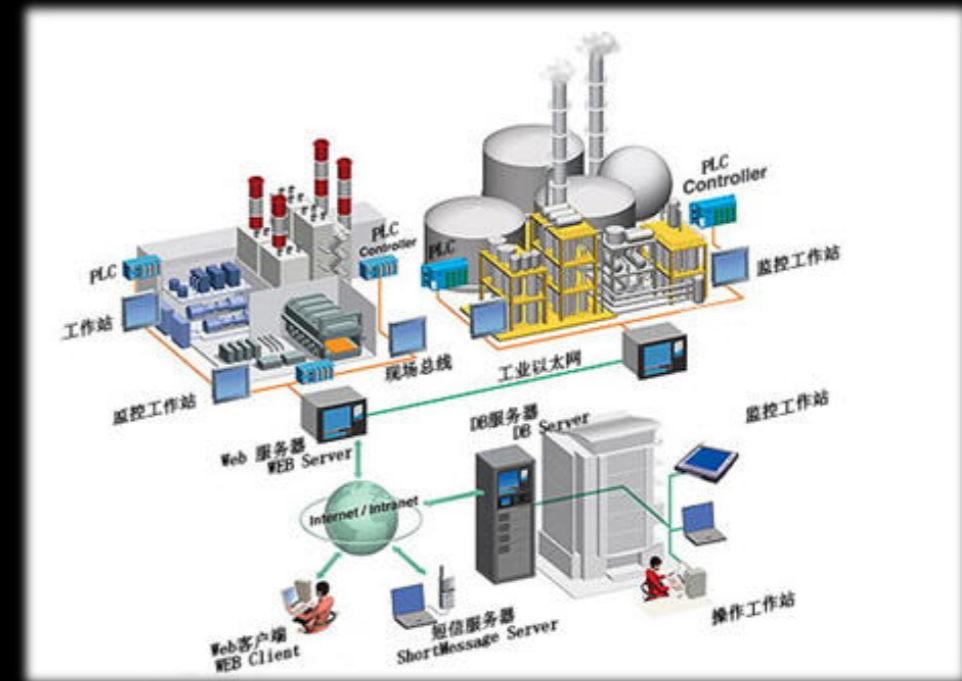 PLC
Controller
PLC
Controller
PLC
PLC
监控工作站
工作站
现场总线
工业以太网
监控工作站
DB服务器
DB Server
监控工作站
Web 服务器
WEB Server
Internet / Intranet
操作工作站
Web客户端
WEB Client
短信服务器
ShortMessage Server